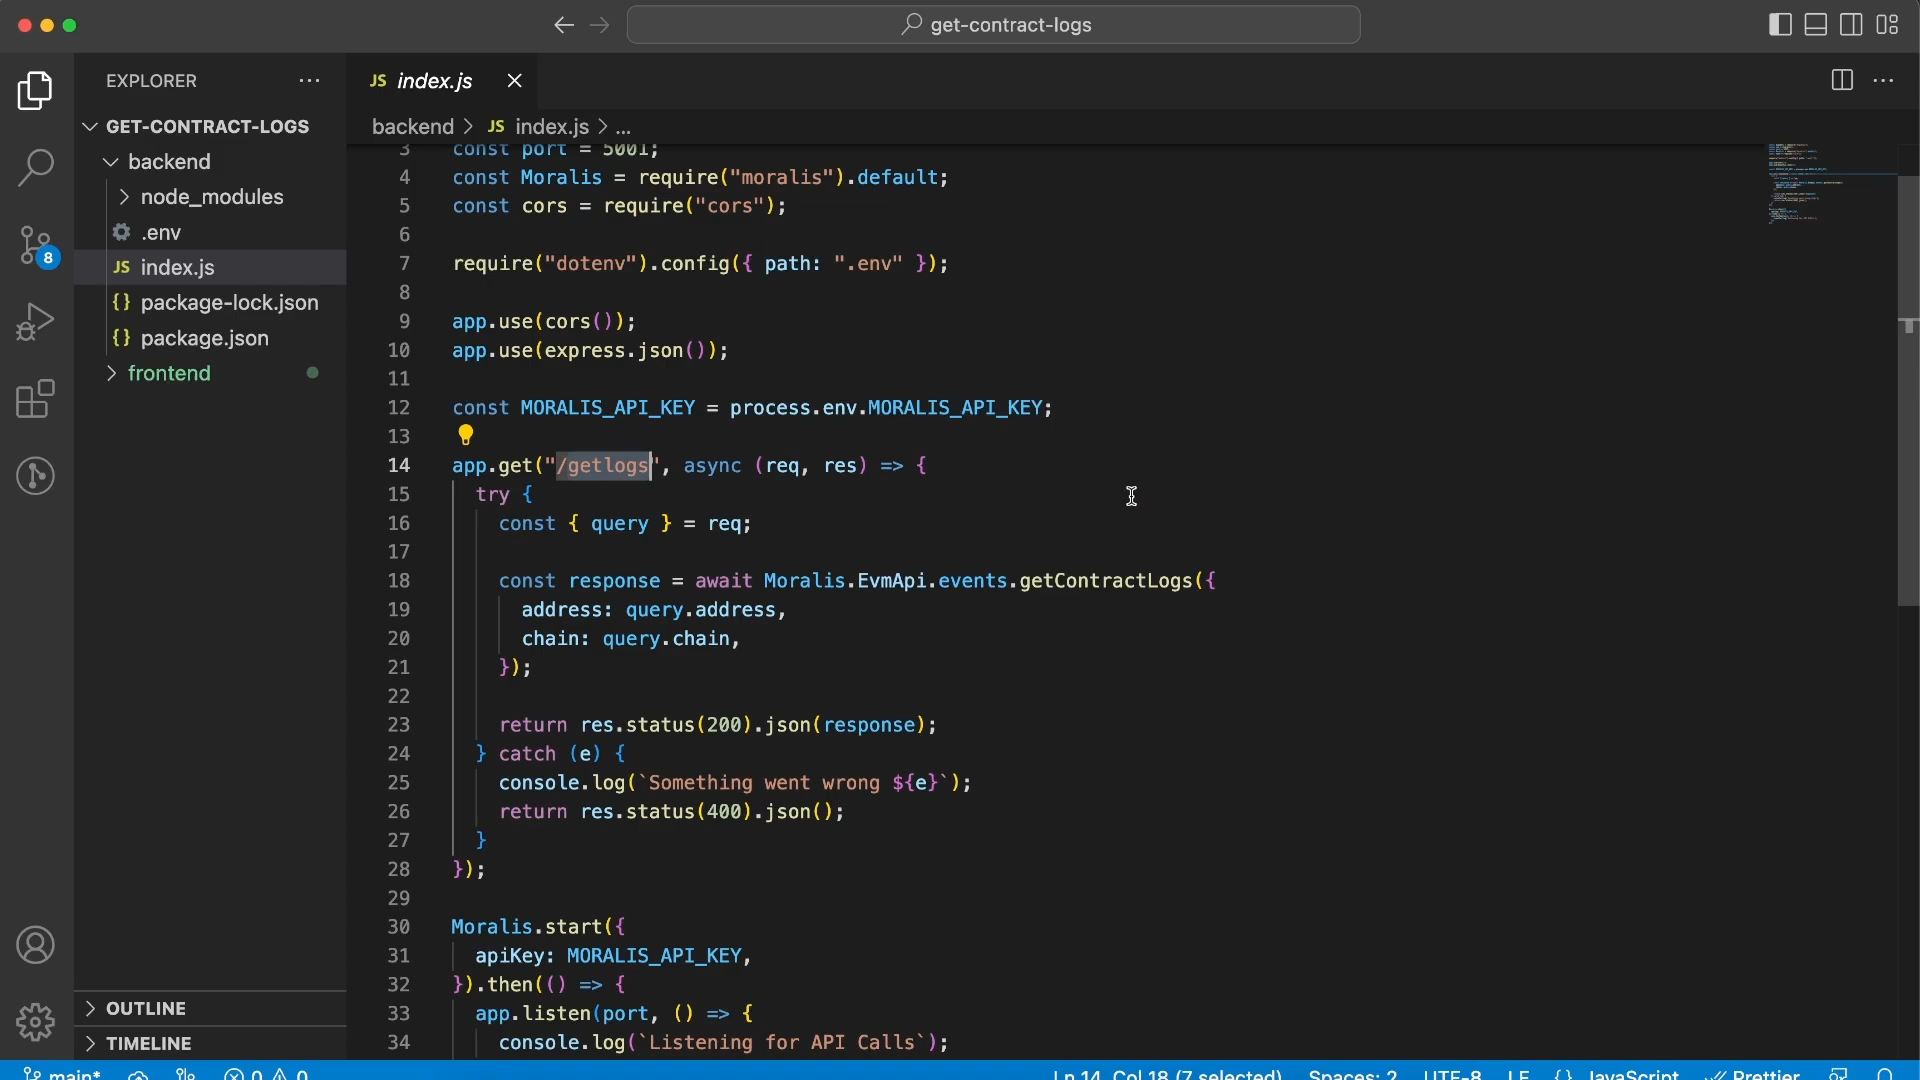 get-contract-logs
EXPLORER
GET-CONTRACT-LOGS
backend
node_modules
.env
JS index.js
{} package-lock.json
{} package.json
frontend
8
OUTLINE
TIMELINE
JS index.js
backend > JS index.js > ...
3 const port = 5001;
4 const Moralis = require("moralis").default;
5 const cors = require("cors");
6
7 require("dotenv").config({ path: ".env" });
8
9 app.use(cors());
10 app.use(express.json());
11
12 const MORALIS_API_KEY = process.env.MORALIS_API_KEY;
13
14 app.get("/getlogs", async (req, res) => {
15 try {
16 const { query } = req;
17
18 const response = await Moralis.EvmApi.events.getContractLogs({
19 address: query.address,
20 chain: query.chain,
21 });
22
23 return res.status(200).json(response);
24 } catch (e) {
25 console.log(`Something went wrong ${e}`);
26 return res.status(400).json();
27 }
28 });
29
30 Moralis.start({
31 apiKey: MORALIS_API_KEY,
32 }).then(() => {
33 app.listen(port, () => {
34 console.log(`Listening for API Calls`);
main* 0 0 Ln 14, Col 18 (7 selected) Spaces: 2 UTF-8 LF {} JavaScript Prettier